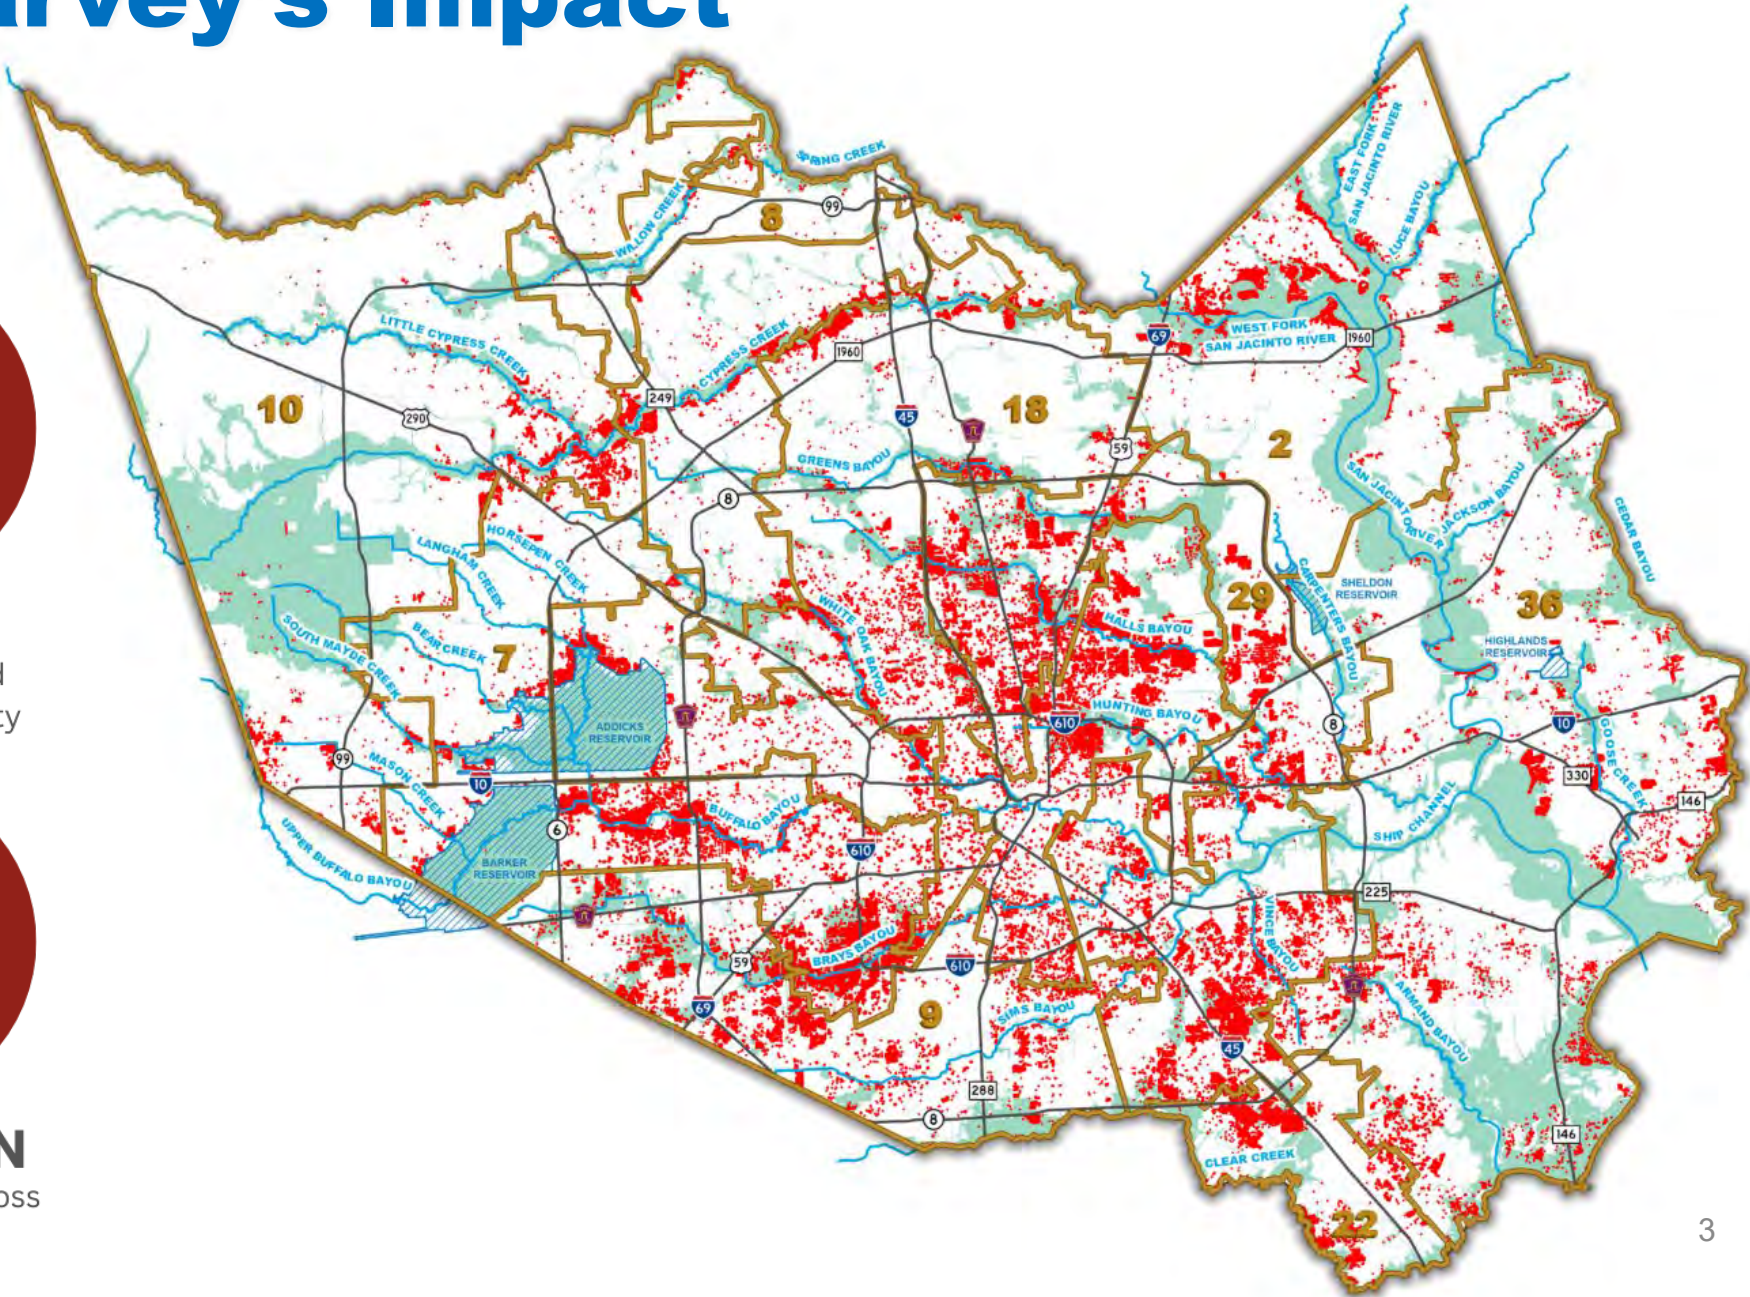 arvey's Impact
SPRING CREEK
EAST FORK
SAN JACINTO RIVER
LUCE BAYOU
WILLOW CREEK
99
8
LITTLE CYPRESS CREEK
CYPRESS CREEK
1960
69
WEST FORK
SAN JACINTO RIVER
1960
10
290
249
45
18
59
2
GREENS BAYOU
8
SAN JACINTO RIVER
JACKSON BAYOU
CEDAR BAYOU
HORSEPEN CREEK
LANGHAM CREEK
CARPENTERS BAYOU
SHELDON
RESERVOIR
29
36
WHITE OAK BAYOU
HALLS BAYOU
SOUTH MAYDE CREEK
BEAR CREEK
7
HIGHLANDS
RESERVOIR
d
ty
ADDICKS
RESERVOIR
610
HUNTING BAYOU
8
10
GOOSE CREEK
99
MASON CREEK
10
330
146
BUFFALO BAYOU
SHIP CHANNEL
UPPER BUFFALO BAYOU
6
610
BARKER
RESERVOIR
225
VINCE BAYOU
BRAYS BAYOU
59
610
69
9
SIMS BAYOU
ARMAND BAYOU
45
288
8
146
N
oss
CLEAR CREEK
22
3